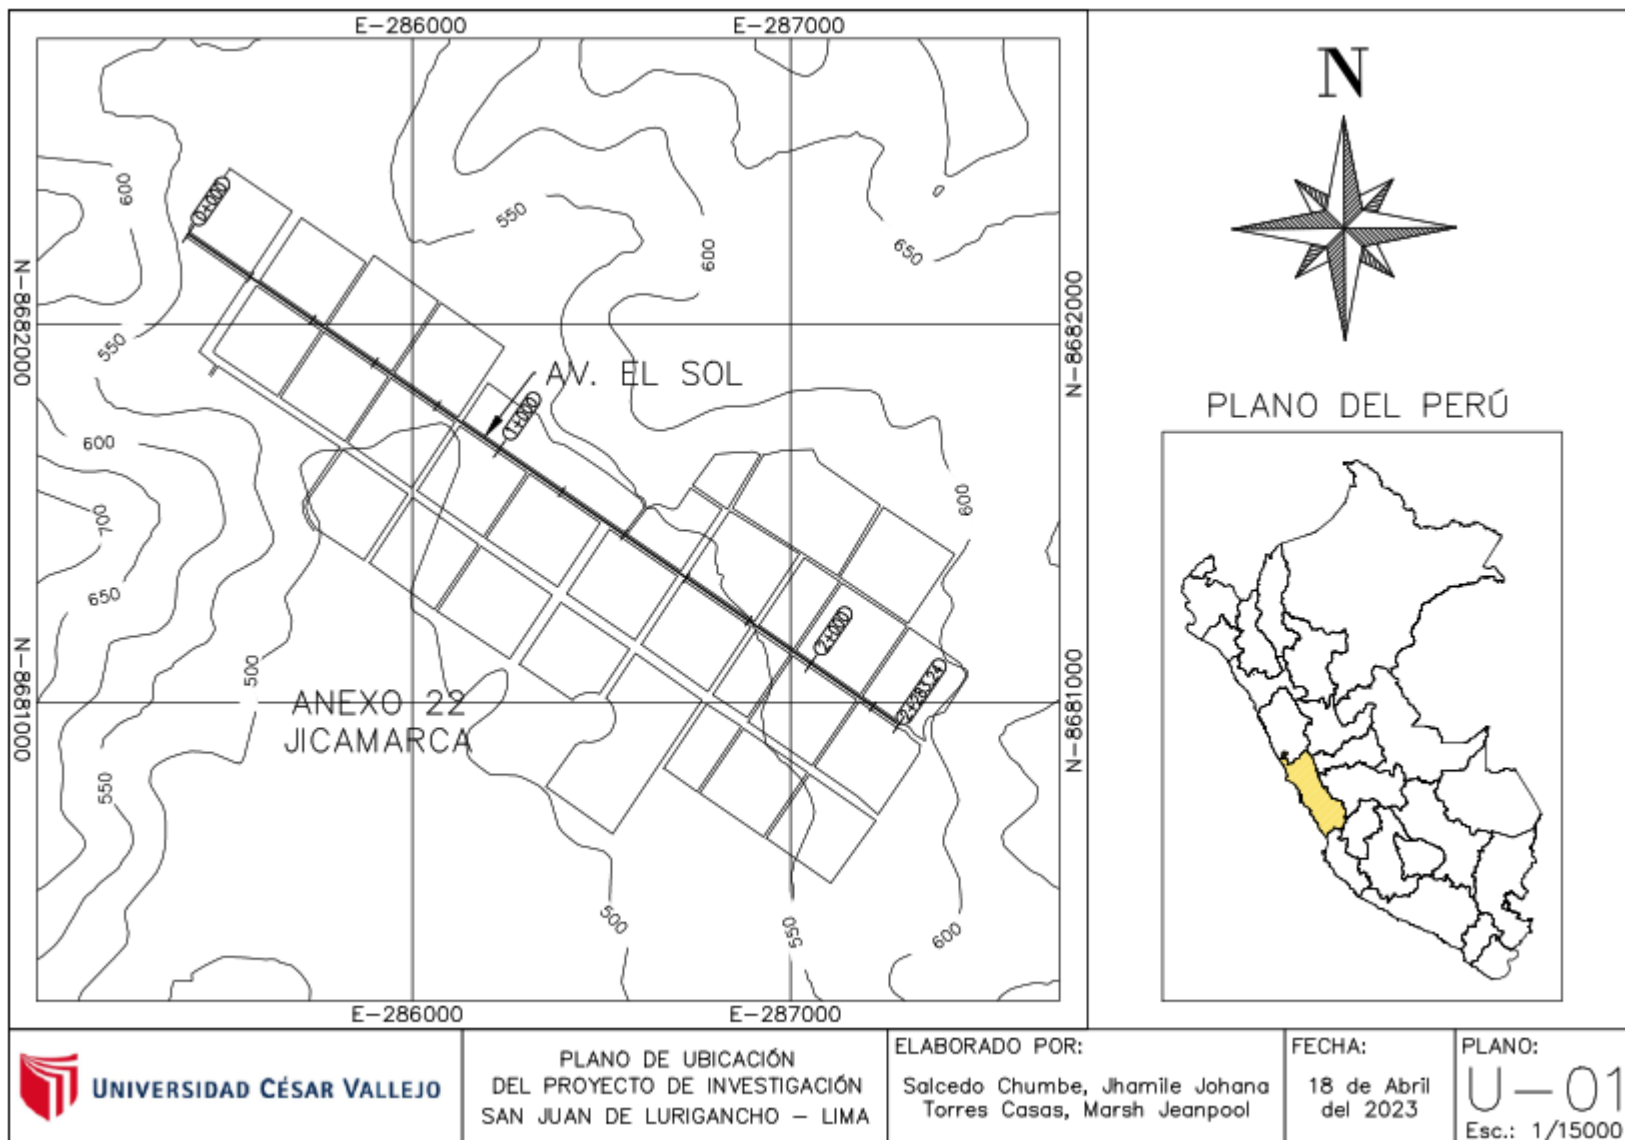 E-286000
E-287000
N
600
0+000
550
600
650
N-8682000
N-8682000
550
AV. EL SOL
1+000
PLANO DEL PERÚ
600
600
700
650
2+000
500
2+283.24
N-8681000
N-8681000
ANEXO 22
JICAMARCA
550
500
550
600
E-286000
E-287000
UNIVERSIDAD CÉSAR VALLEJO
PLANO DE UBICACIÓN
DEL PROYECTO DE INVESTIGACIÓN
SAN JUAN DE LURIGANCHO – LIMA
ELABORADO POR:
Salcedo Chumbe, Jhamile Johana
Torres Casas, Marsh Jeanpool
FECHA:
18 de Abril
del 2023
PLANO:
U-01
Esc.: 1/15000